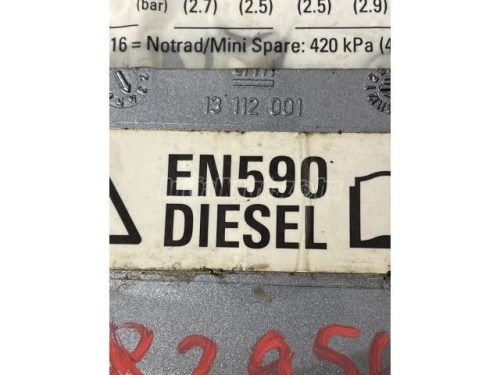 (bar) (2.7) (2.5) (2.5) (2.9)
16 = Notrad/Mini Spare: 420 kPa (4
13 112 001
EN590
DIESEL